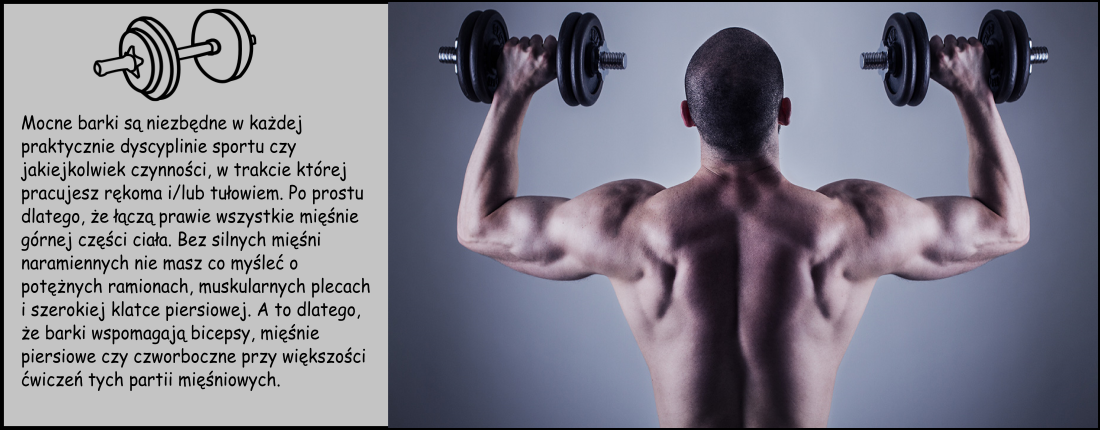 Mocne barki są niezbędne w każdej
praktycznie dyscyplinie sportu czy
jakiejkolwiek czynności, w trakcie której
pracujesz rękoma i/lub tułowiem. Po prostu
dlatego, że łączą prawie wszystkie mięśnie
górnej części ciała. Bez silnych mięśni
naramiennych nie masz co myśleć o
potężnych ramionach, muskularnych plecach
i szerokiej klatce piersiowej. A to dlatego,
że barki wspomagają bicepsy, mięśnie
piersiowe czy czworoboczne przy większości
ćwiczeń tych partii mięśniowych.